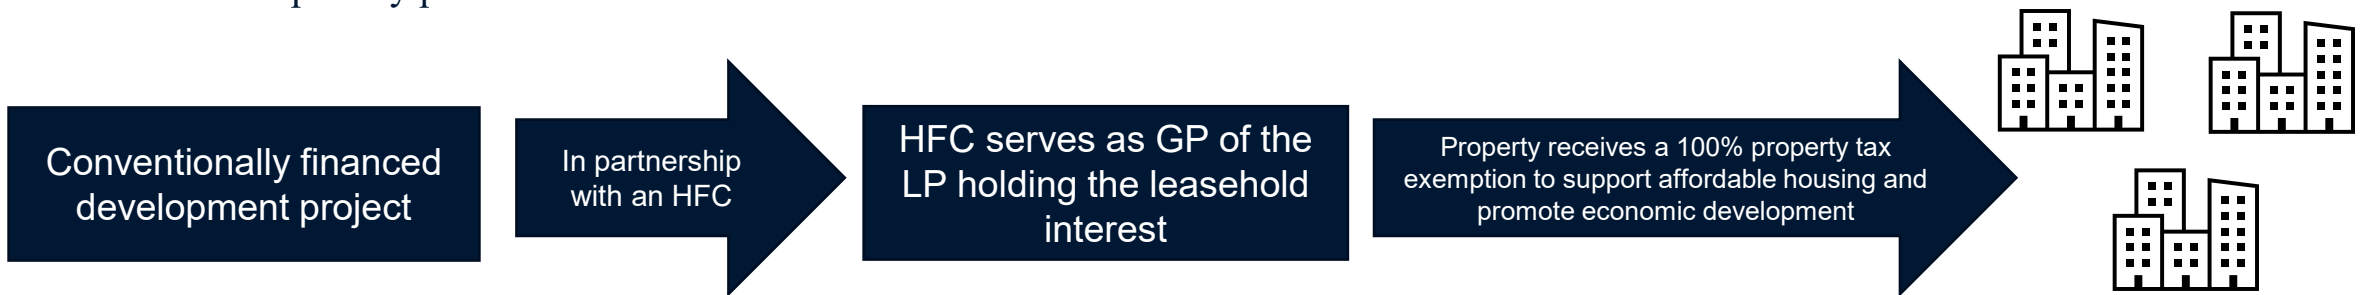 Conventionally financed
development project
In partnership
with an HFC
HFC serves as GP of the
LP holding the leasehold
interest
Property receives a 100% property tax
exemption to support affordable housing and
promote economic development